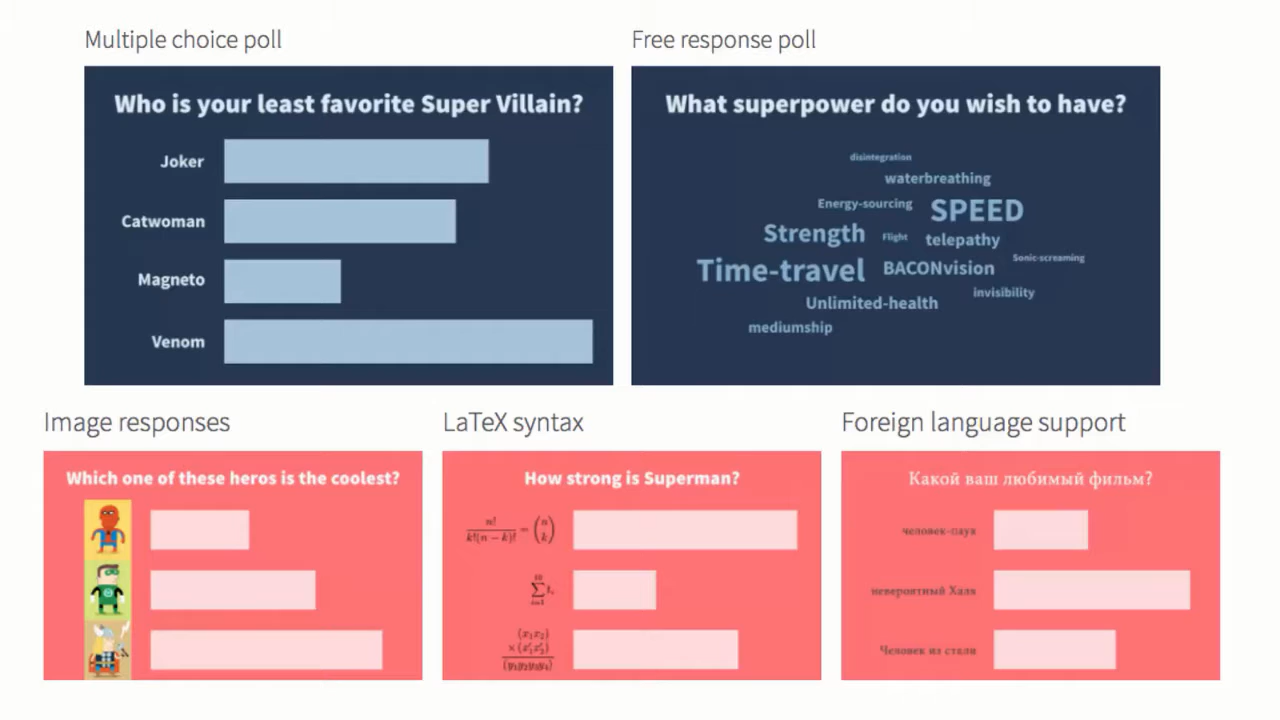 Multiple choice poll
Free response poll
Who is your least favorite Super Villain?
Joker
Catwoman
Magneto
Venom
What superpower do you wish to have?
disintegration
waterbreathing
Energy-sourcing
SPEED
Strength
Flight
telepathy
Sonic-screaming
Time-travel
BACONvision
invisibility
Unlimited-health
mediumship
Image responses
LaTeX syntax
Foreign language support
Which one of these heros is the coolest?
How strong is Superman?
n!
k!(n − k)!
=
(n k)
Какой ваш любимый фильм?
человек-паук
невероятный Халк
Человек из стали